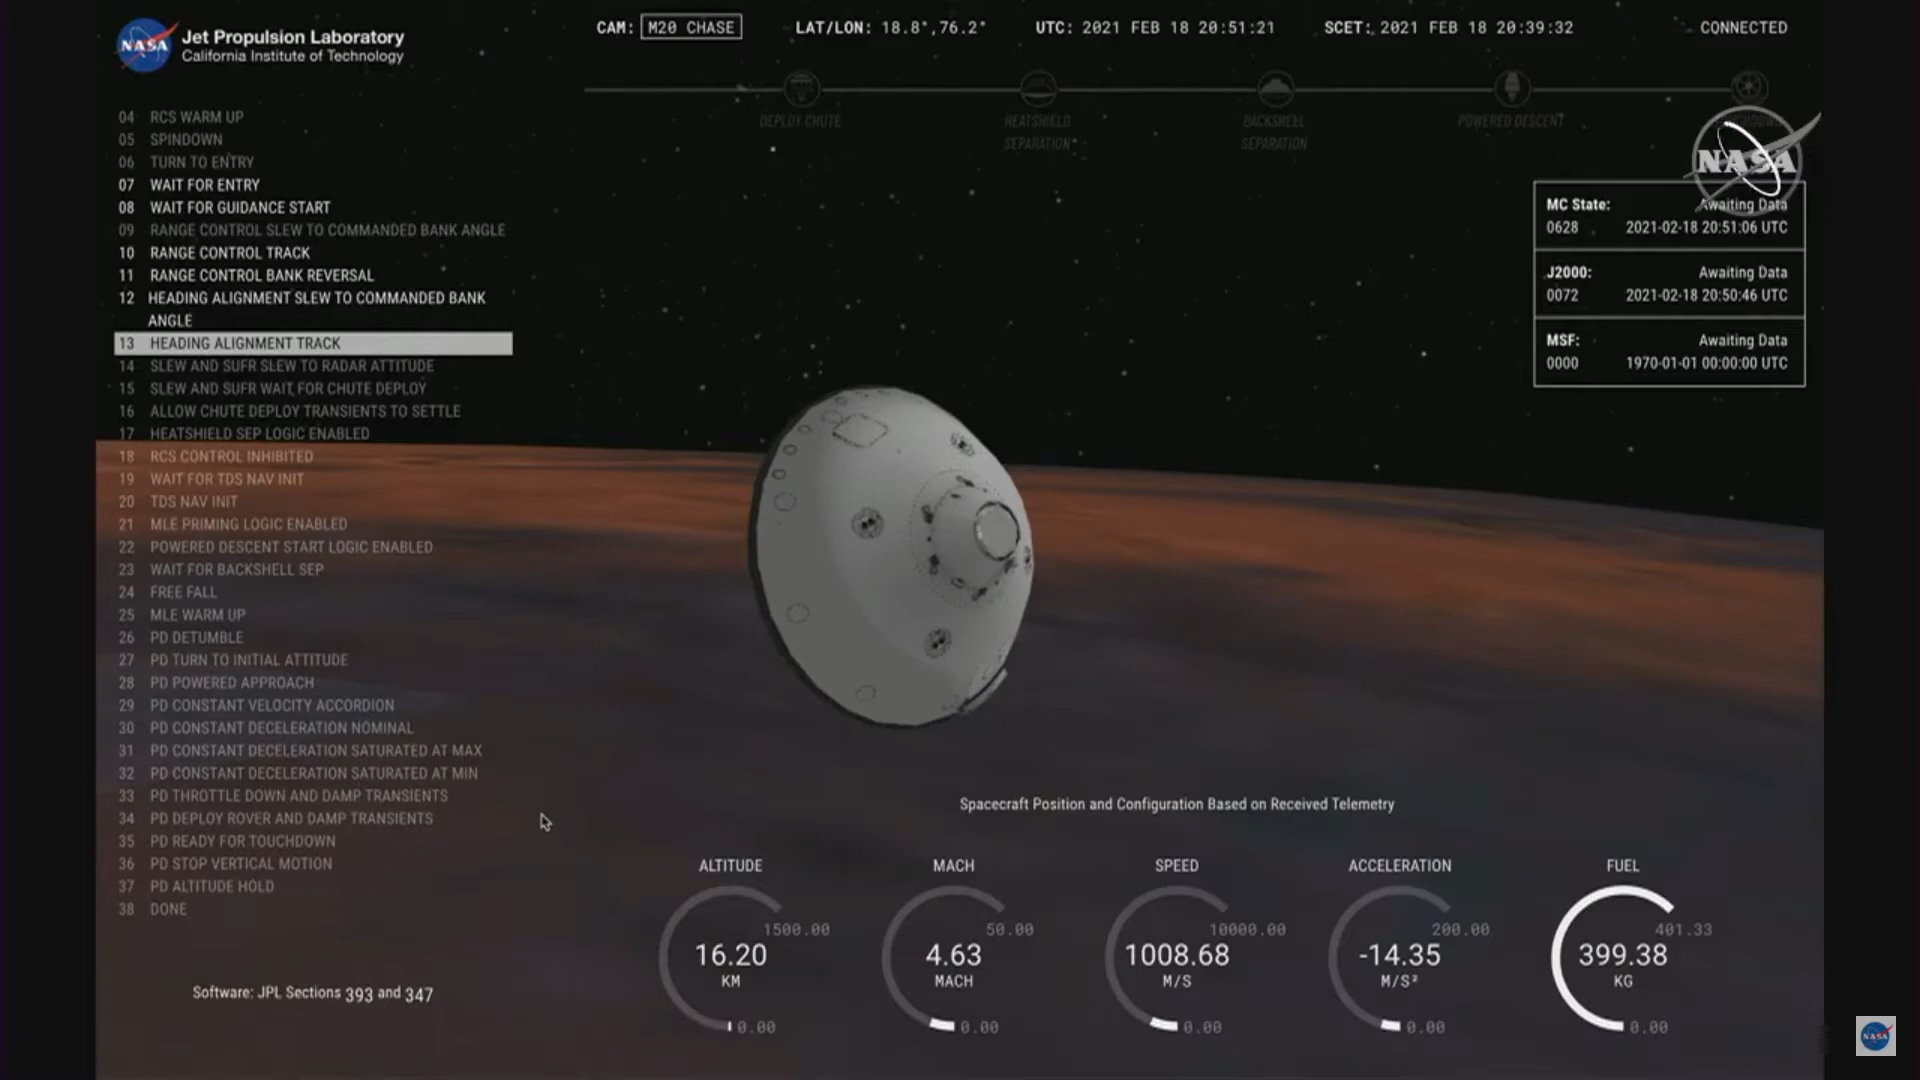 NASA Jet Propulsion Laboratory
California Institute of Technology
CAM: M20 CHASE LAT/LON: 18.8°,76.2° UTC: 2021 FEB 18 20:51:21 SCET: 2021 FEB 18 20:39:32 CONNECTED
DEPLOY CHUTE
HEATSHIELD
SEPARATION
BACKSHELL
SEPARATION
POWERED DESCENT
NASA
04 RCS WARM UP
05 SPINDOWN
06 TURN TO ENTRY
07 WAIT FOR ENTRY
08 WAIT FOR GUIDANCE START
09 RANGE CONTROL SLEW TO COMMANDED BANK ANGLE
10 RANGE CONTROL TRACK
11 RANGE CONTROL BANK REVERSAL
12 HEADING ALIGNMENT SLEW TO COMMANDED BANK
ANGLE
13 HEADING ALIGNMENT TRACK
14 SLEW AND SUFR SLEW TO RADAR ATTITUDE
15 SLEW AND SUFR WAIT FOR CHUTE DEPLOY
16 ALLOW CHUTE DEPLOY TRANSIENTS TO SETTLE
17 HEATSHIELD SEP LOGIC ENABLED
18 RCS CONTROL INHIBITED
19 WAIT FOR TDS NAV INIT
20 TDS NAV INIT
21 MLE PRIMING LOGIC ENABLED
22 POWERED DESCENT START LOGIC ENABLED
23 WAIT FOR BACKSHELL SEP
24 FREE FALL
25 MLE WARM UP
26 PD DETUMBLE
27 PD TURN TO INITIAL ATTITUDE
28 PD POWERED APPROACH
29 PD CONSTANT VELOCITY ACCORDION
30 PD CONSTANT DECELERATION NOMINAL
31 PD CONSTANT DECELERATION SATURATED AT MAX
32 PD CONSTANT DECELERATION SATURATED AT MIN
33 PD THROTTLE DOWN AND DAMP TRANSIENTS
34 PD DEPLOY ROVER AND DAMP TRANSIENTS
35 PD READY FOR TOUCHDOWN
36 PD STOP VERTICAL MOTION
37 PD ALTITUDE HOLD
38 DONE
Software: JPL Sections 393 and 347
MC State: Awaiting Data
0628 2021-02-18 20:51:06 UTC
J2000: Awaiting Data
0072 2021-02-18 20:50:46 UTC
MSF: Awaiting Data
0000 1970-01-01 00:00:00 UTC
Spacecraft Position and Configuration Based on Received Telemetry
ALTITUDE MACH SPEED ACCELERATION FUEL
1500.00 50.00 10000.00 200.00 401.33
16.20 4.63 1008.68 -14.35 399.38
KM MACH M/S M/S² KG
0.00 0.00 0.00 0.00 0.00
NASA